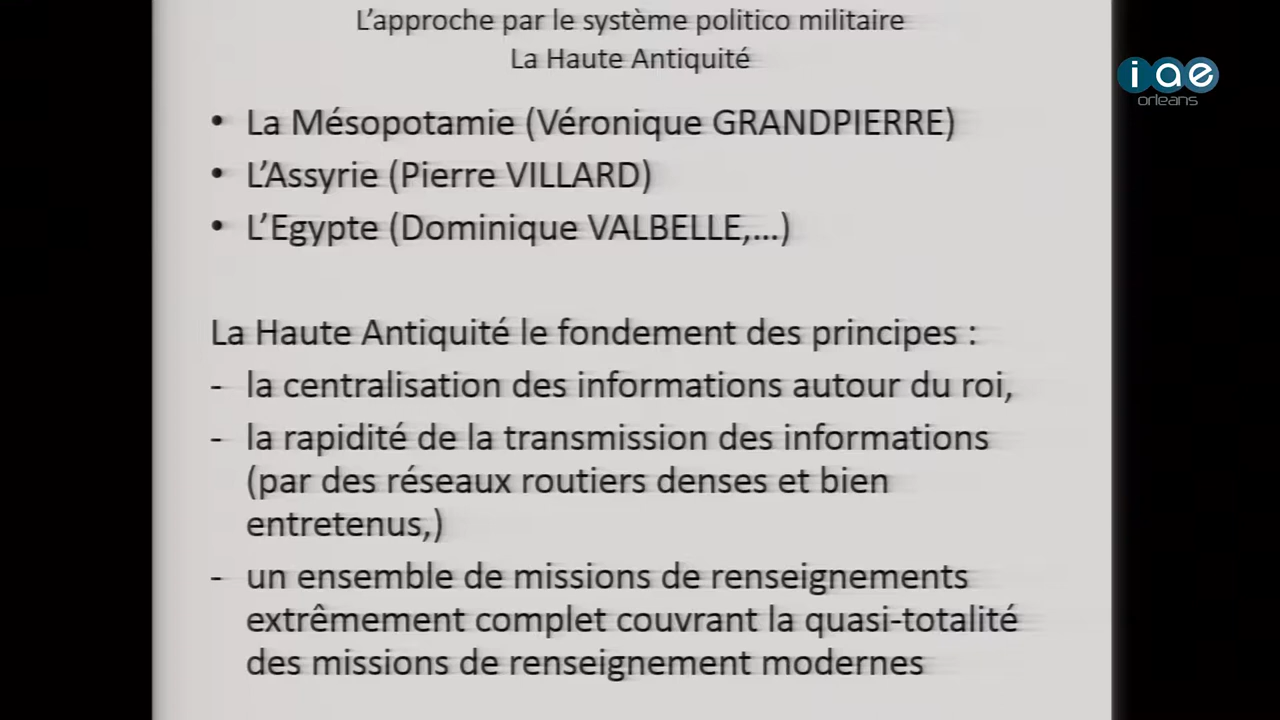 L'approche par le système politico militaire
La Haute Antiquité
iae
orleans
• La Mésopotamie (Véronique GRANDPIERRE)
• L'Assyrie (Pierre VILLARD)
• L'Egypte (Dominique VALBELLE,...)
La Haute Antiquité le fondement des principes :
- la centralisation des informations autour du roi,
- la rapidité de la transmission des informations
(par des réseaux routiers denses et bien
entretenus,)
- un ensemble de missions de renseignements
extrêmement complet couvrant la quasi-totalité
des missions de renseignement modernes